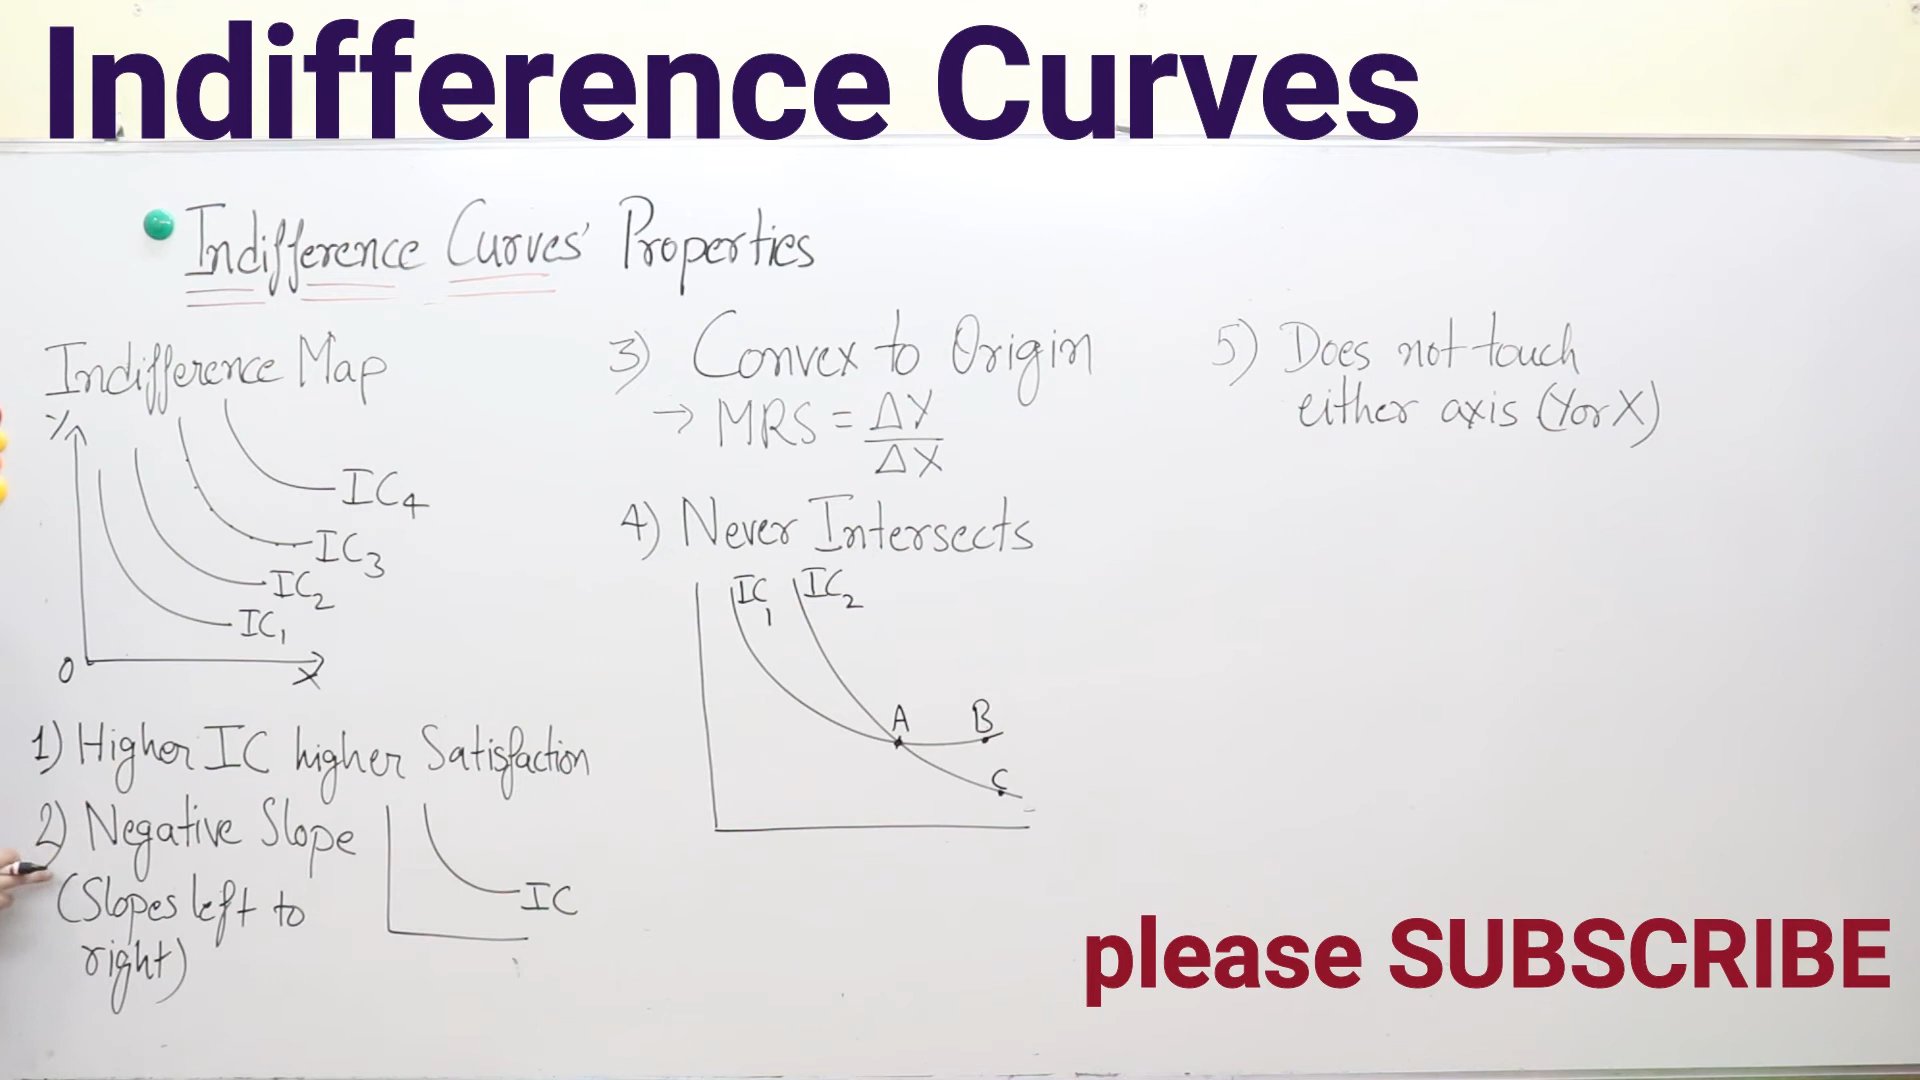 Indifference Curves
Indifference Curves' Properties
Indifference Map
Y
IC4
IC3
IC2
IC1
O
X
1) Higher IC higher Satisfaction
2) Negative Slope
(Slopes left to
right)
IC
3) Convex to Origin
→ MRS = ΔY
ΔX
4) Never Intersects
IC1 IC2
A B
C
5) Does not touch
either axis (Y or X)
please SUBSCRIBE